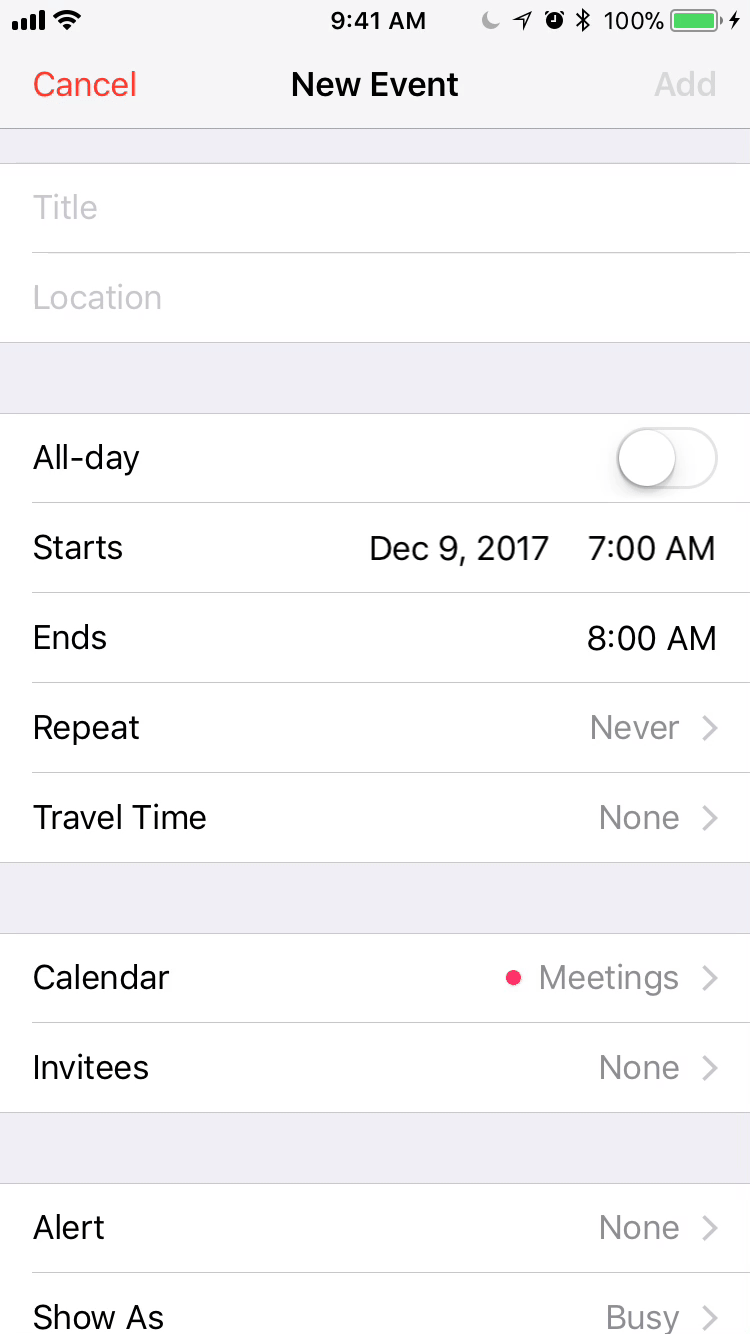 9:41 AM 100%
Cancel New Event Add
Title
Location
All-day
Starts Dec 9, 2017 7:00 AM
Ends 8:00 AM
Repeat Never
Travel Time None
Calendar Meetings
Invitees None
Alert None
Show As Busy